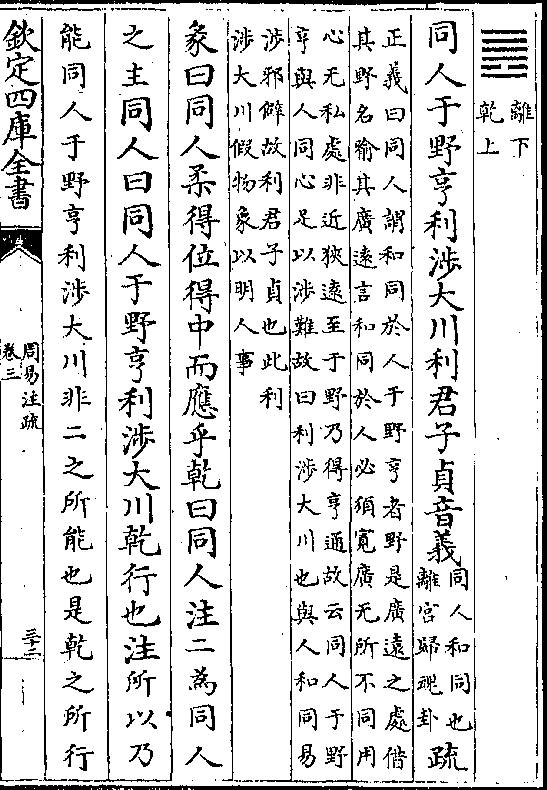 離下
乾上
同人于野亨利涉大川利君子貞音義同人和同也離宮歸魂卦疏
正義曰同人謂和同於人于野亨者野是廣遠之處借
其野名喻其廣遠言和同於人必須寛廣无所不同用
心无私處非近狹遠至于野乃得亨通故云同人于野
亨與人同心足以涉難故曰利涉大川也與人和同易
涉邪僻故利君子貞也此利
涉大川假物象以明人事
彖曰同人柔得位得中而應乎乾曰同人注二為同人
之主同人曰同人于野亨利涉大川乾行也注所以乃
能同人于野亨利涉大川非二之所能也是乾之所行
欽定四庫全書
周易注疏
卷三